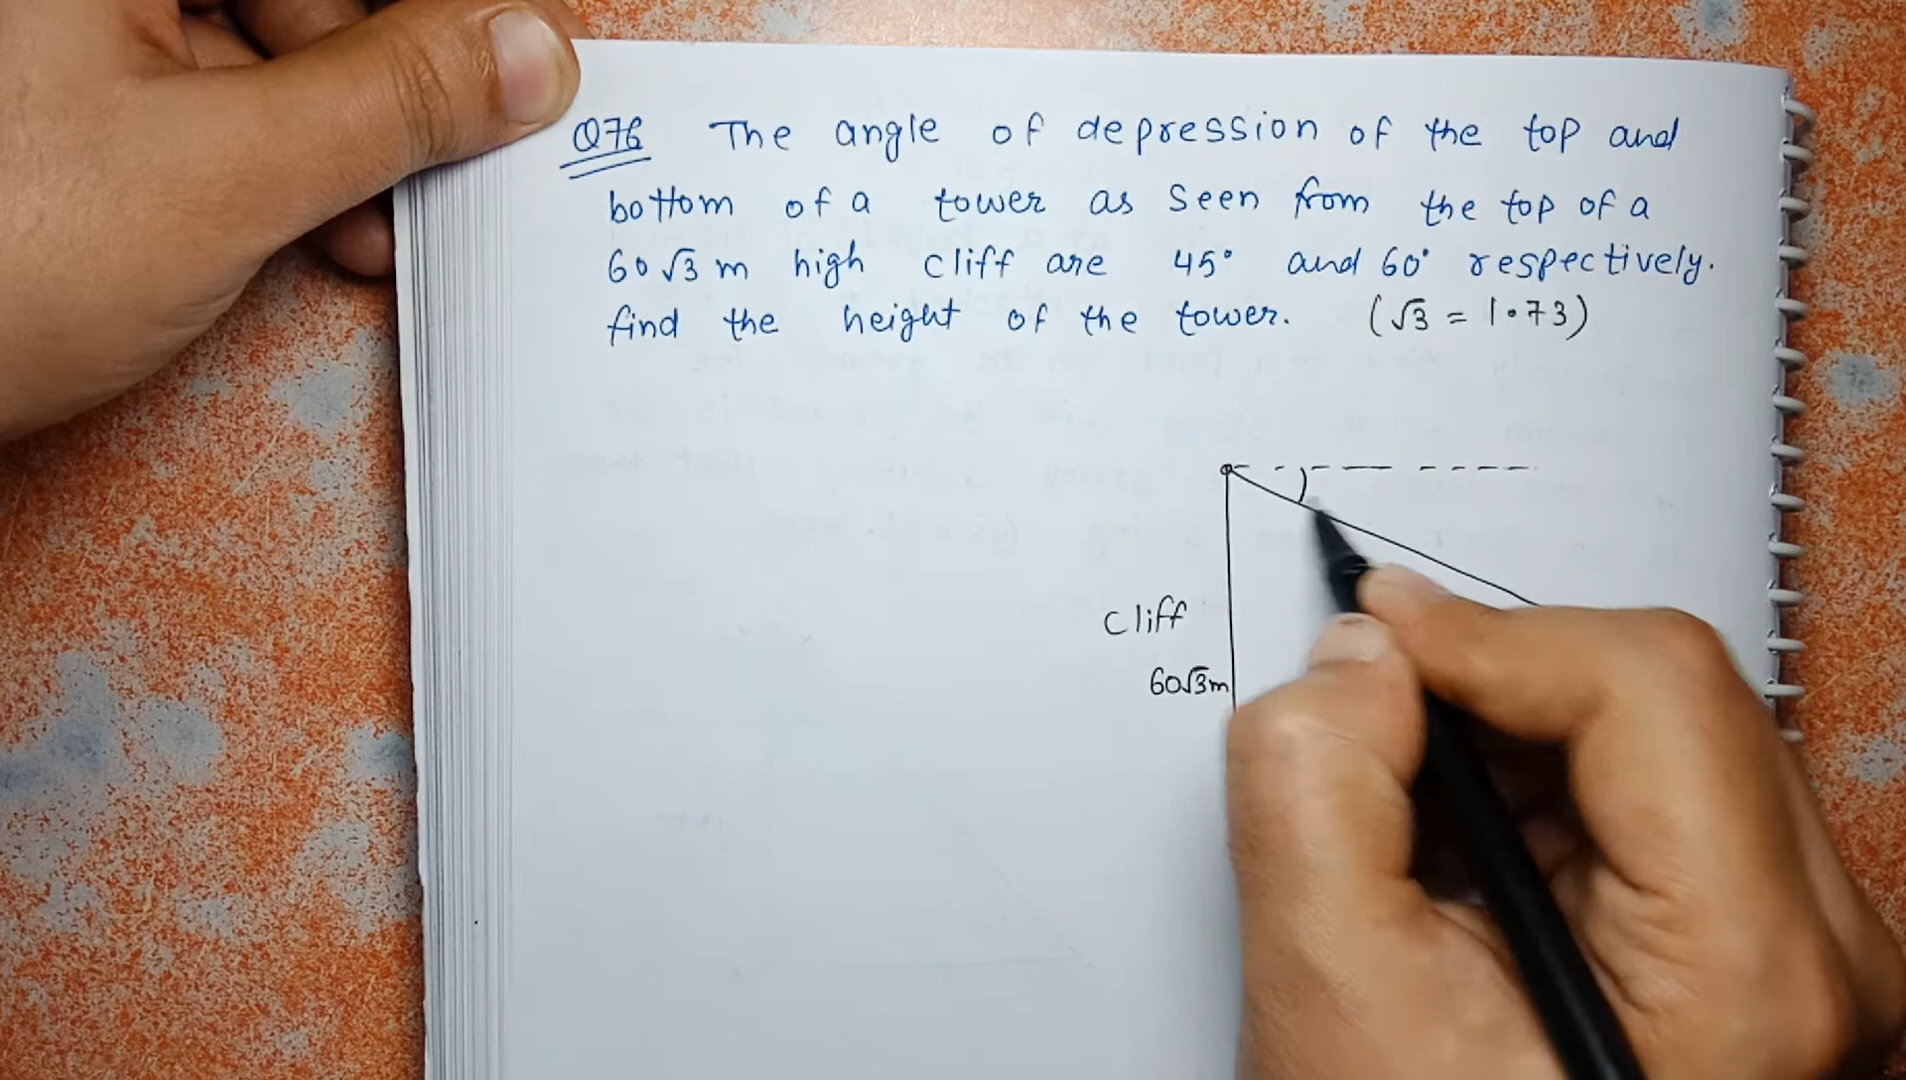 Q76 The angle of depression of the top and
bottom of a tower as seen from the top of a
60√3 m high cliff are 45° and 60° respectively.
find the height of the tower. (√3 = 1.73)
Cliff
60√3m